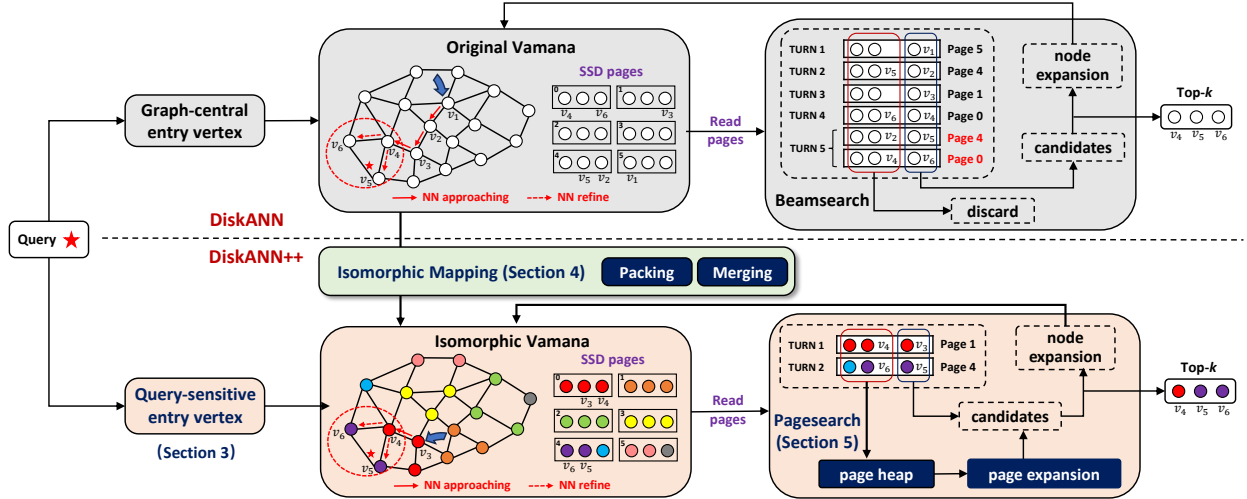 Query
DiskANN
DiskANN++
Graph-central
entry vertex
Original Vamana
v1
v2
v3
v4
v5
v6
SSD pages
0
v4 v6
1
v3
2
3
4
v5 v2
5
v1
NN approaching
NN refine
Read
pages
TURN 1 v1 Page 5
TURN 2 v5 v2 Page 4
TURN 3 v3 Page 1
TURN 4 v6 v4 Page 0
TURN 5
v2 v5 Page 4
v4 v6 Page 0
Beamsearch
discard
candidates
node
expansion
Top-k
v4 v5 v6
Isomorphic Mapping (Section 4)
Packing
Merging
Query-sensitive
entry vertex
(Section 3)
Isomorphic Vamana
v6
v4
v3
v5
SSD pages
0
v3 v4
1
2
3
4
v6 v5
5
NN approaching
NN refine
Read
pages
TURN 1 v4 v3 Page 1
TURN 2 v6 v5 Page 4
Pagesearch
(Section 5)
page heap
page expansion
candidates
node
expansion
Top-k
v4 v5 v6